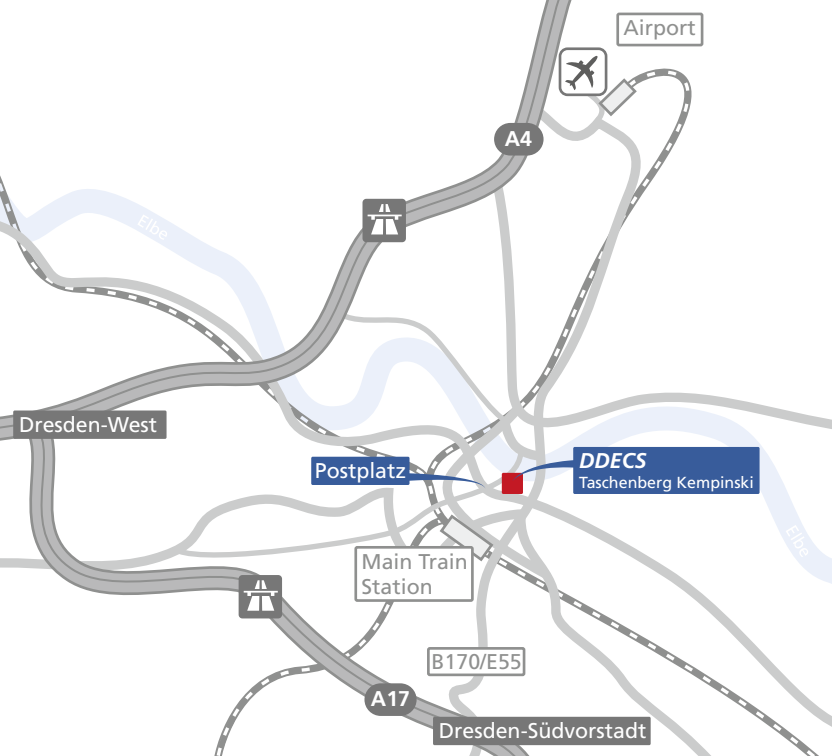 Airport
A4
Elbe
Dresden-West
Postplatz
DDECS
Taschenberg Kempinski
Elbe
Main Train
Station
B170/E55
A17
Dresden-Südvorstadt